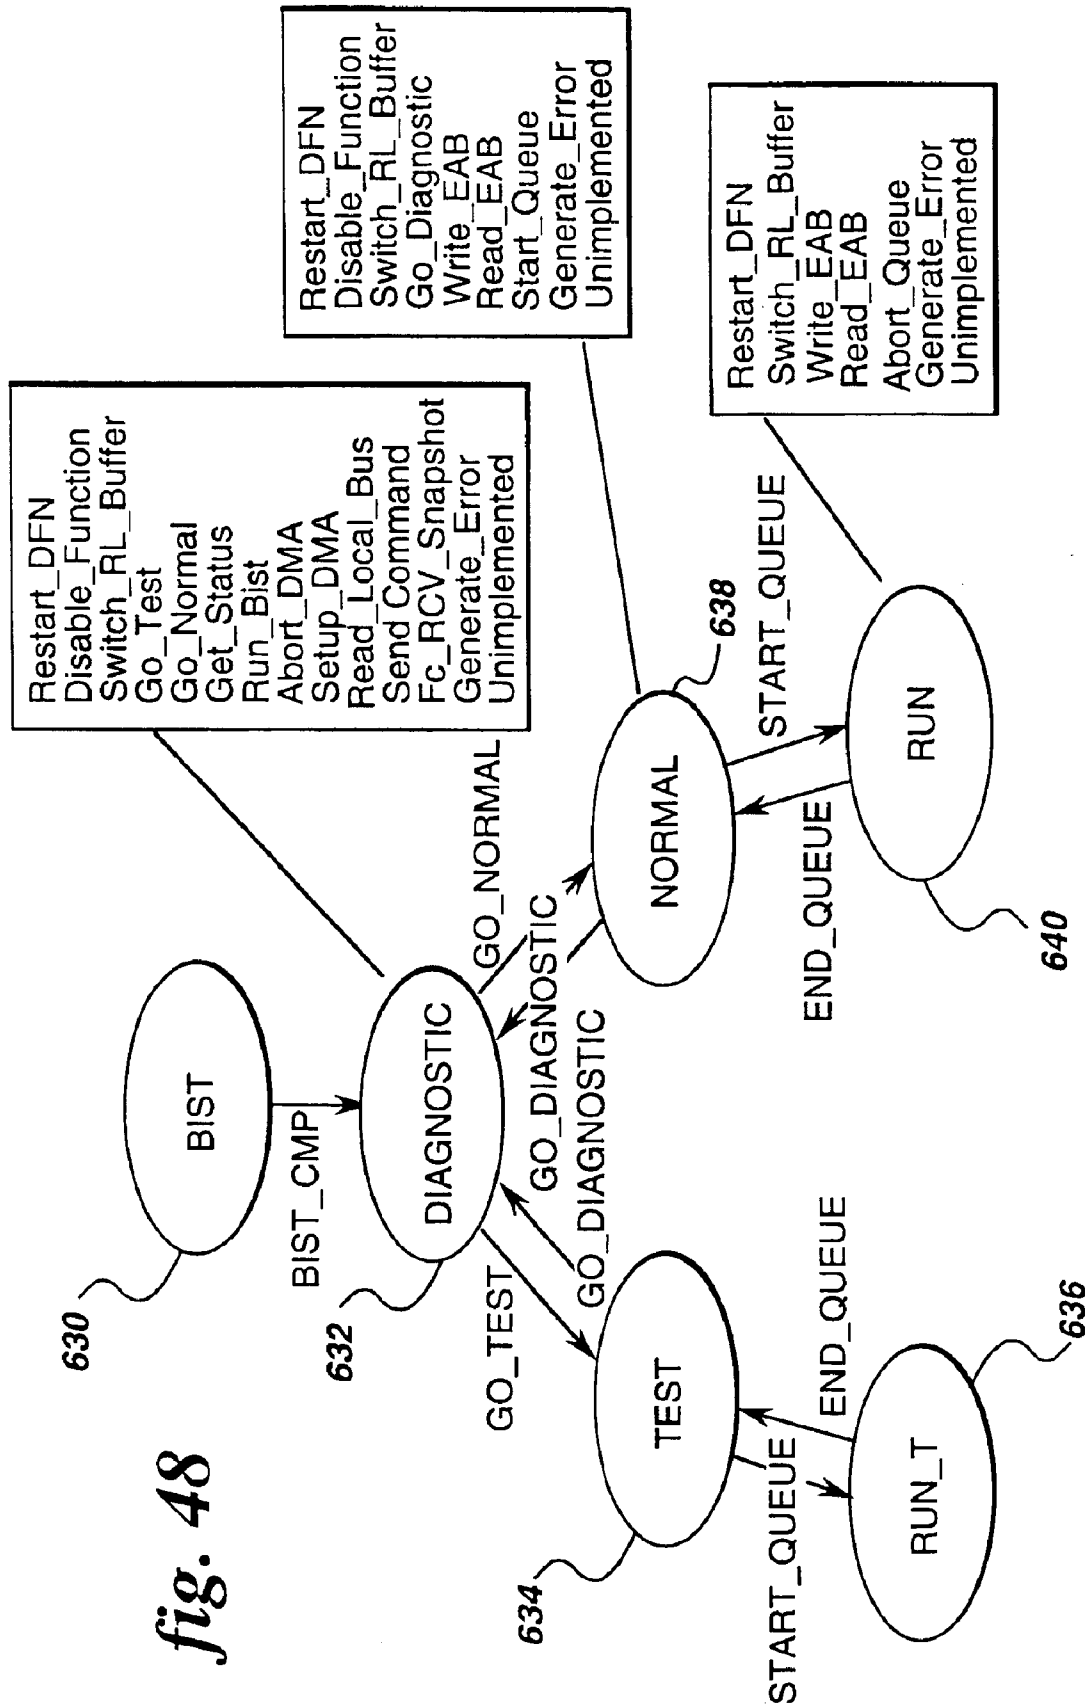 fig. 48
630
BIST
BIST_CMP
632
DIAGNOSTIC
Restart_DFN
Disable_Function
Switch_RL_Buffer
Go_Test
Go_Normal
Get_Status
Run_Bist
Abort_DMA
Setup_DMA
Read_Local_Bus
Send Command
Fc_RCV_Snapshot
Generate_Error
Unimplemented
GO_TEST
GO_DIAGNOSTIC
GO_DIAGNOSTIC
GO_NORMAL
634
TEST
NORMAL
638
Restart_DFN
Disable_Function
Switch_RL_Buffer
Go_Diagnostic
Write_EAB
Read_EAB
Start_Queue
Generate_Error
Unimplemented
START_QUEUE
END_QUEUE
END_QUEUE
START_QUEUE
RUN_T
636
640
RUN
Restart_DFN
Switch_RL_Buffer
Write_EAB
Read_EAB
Abort_Queue
Generate_Error
Unimplemented